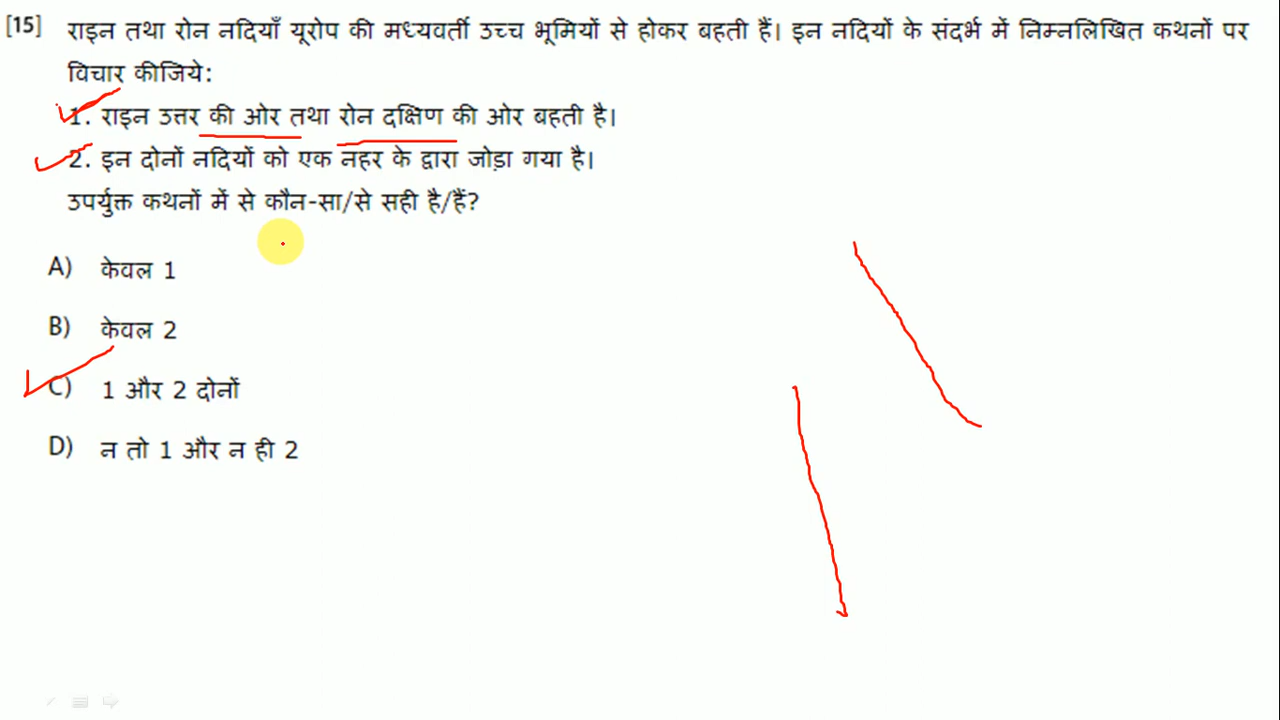 [15] राइन तथा रोन नदियाँ यूरोप की मध्यवर्ती उच्च भूमियों से होकर बहती हैं। इन नदियों के संदर्भ में निम्नलिखित कथनों पर
विचार कीजिये:
1. राइन उत्तर की ओर तथा रोन दक्षिण की ओर बहती है।
2. इन दोनों नदियों को एक नहर के द्वारा जोड़ा गया है।
उपर्युक्त कथनों में से कौन-सा/से सही है/हैं?
A) केवल 1
B) केवल 2
C) 1 और 2 दोनों
D) न तो 1 और न ही 2